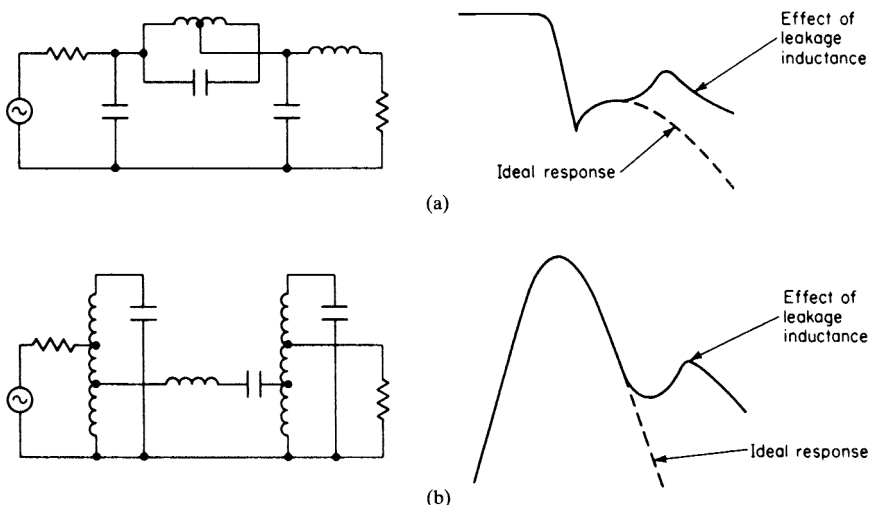 Effect of
leakage
inductance
Ideal response
(a)
Effect of
leakage
inductance
Ideal response
(b)